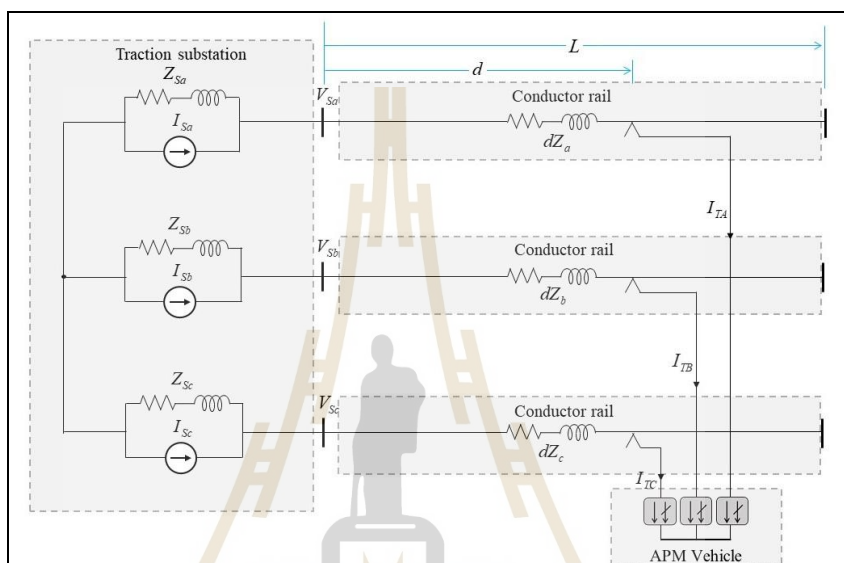 Traction substation
L
d
Z_Sa
I_Sa
V_Sa
Conductor rail
dZ_a
I_TA
Z_Sb
I_Sb
V_Sb
Conductor rail
dZ_b
I_TB
Z_Sc
I_Sc
V_Sc
Conductor rail
dZ_c
I_TC
APM Vehicle